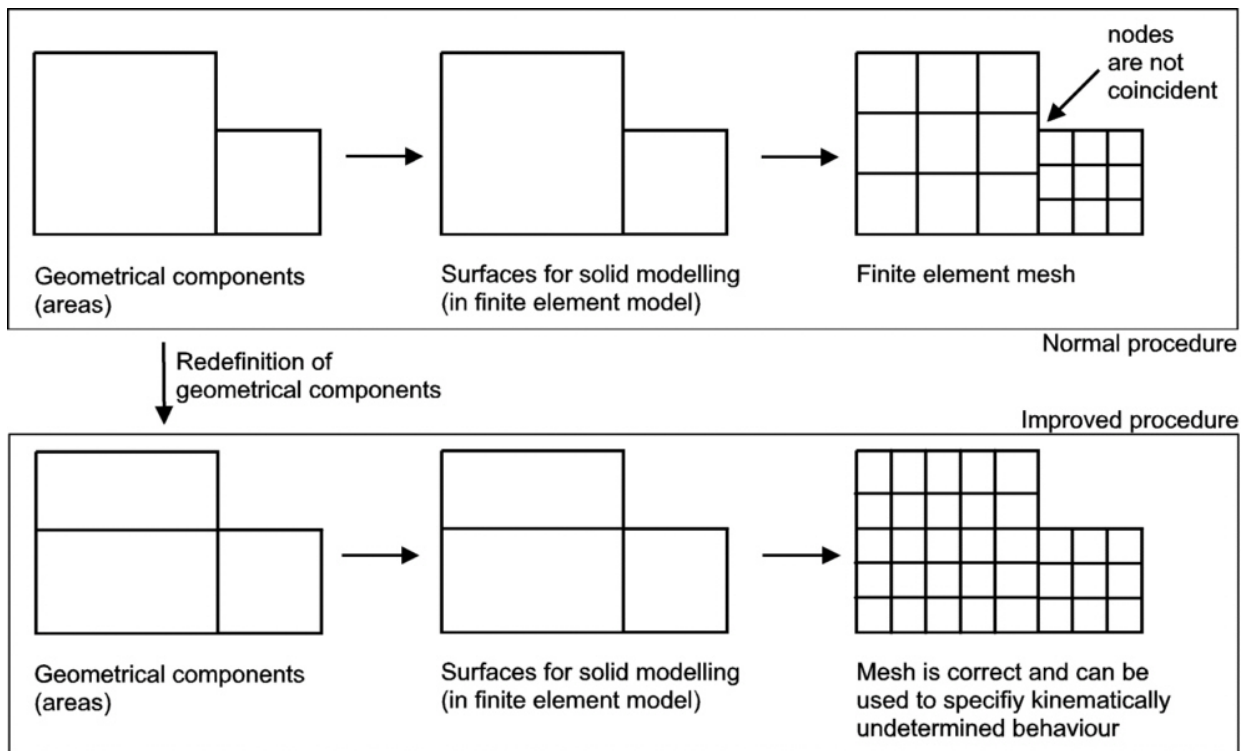 nodes
are not
coincident
Geometrical components
(areas)
Surfaces for solid modelling
(in finite element model)
Finite element mesh
Normal procedure
Redefinition of
geometrical components
Improved procedure
Geometrical components
(areas)
Surfaces for solid modelling
(in finite element model)
Mesh is correct and can be
used to specifiy kinematically
undetermined behaviour